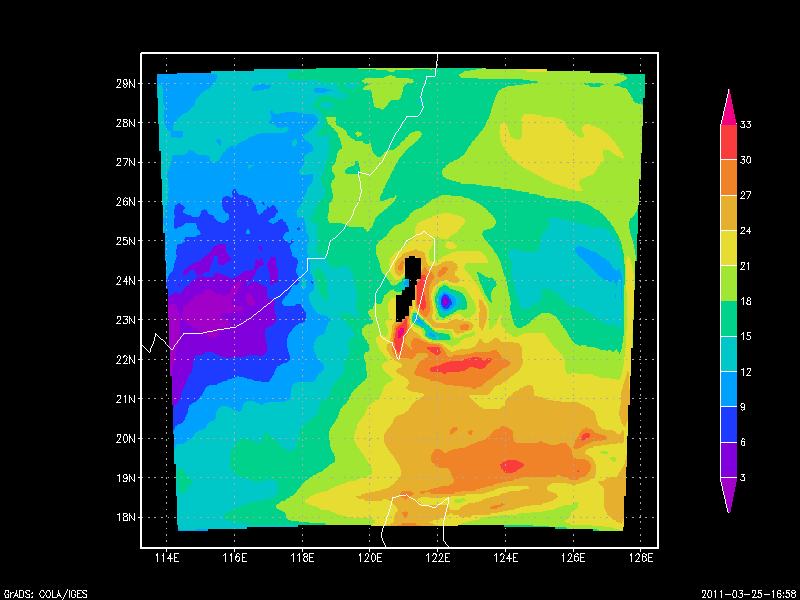 29N
28N
27N
26N
25N
24N
23N
22N
21N
20N
19N
18N
114E 116E 118E 120E 122E 124E 126E 128E
33
30
27
24
21
18
15
12
9
6
3
GrADS: COLA/IGES
2011-03-25-16:58